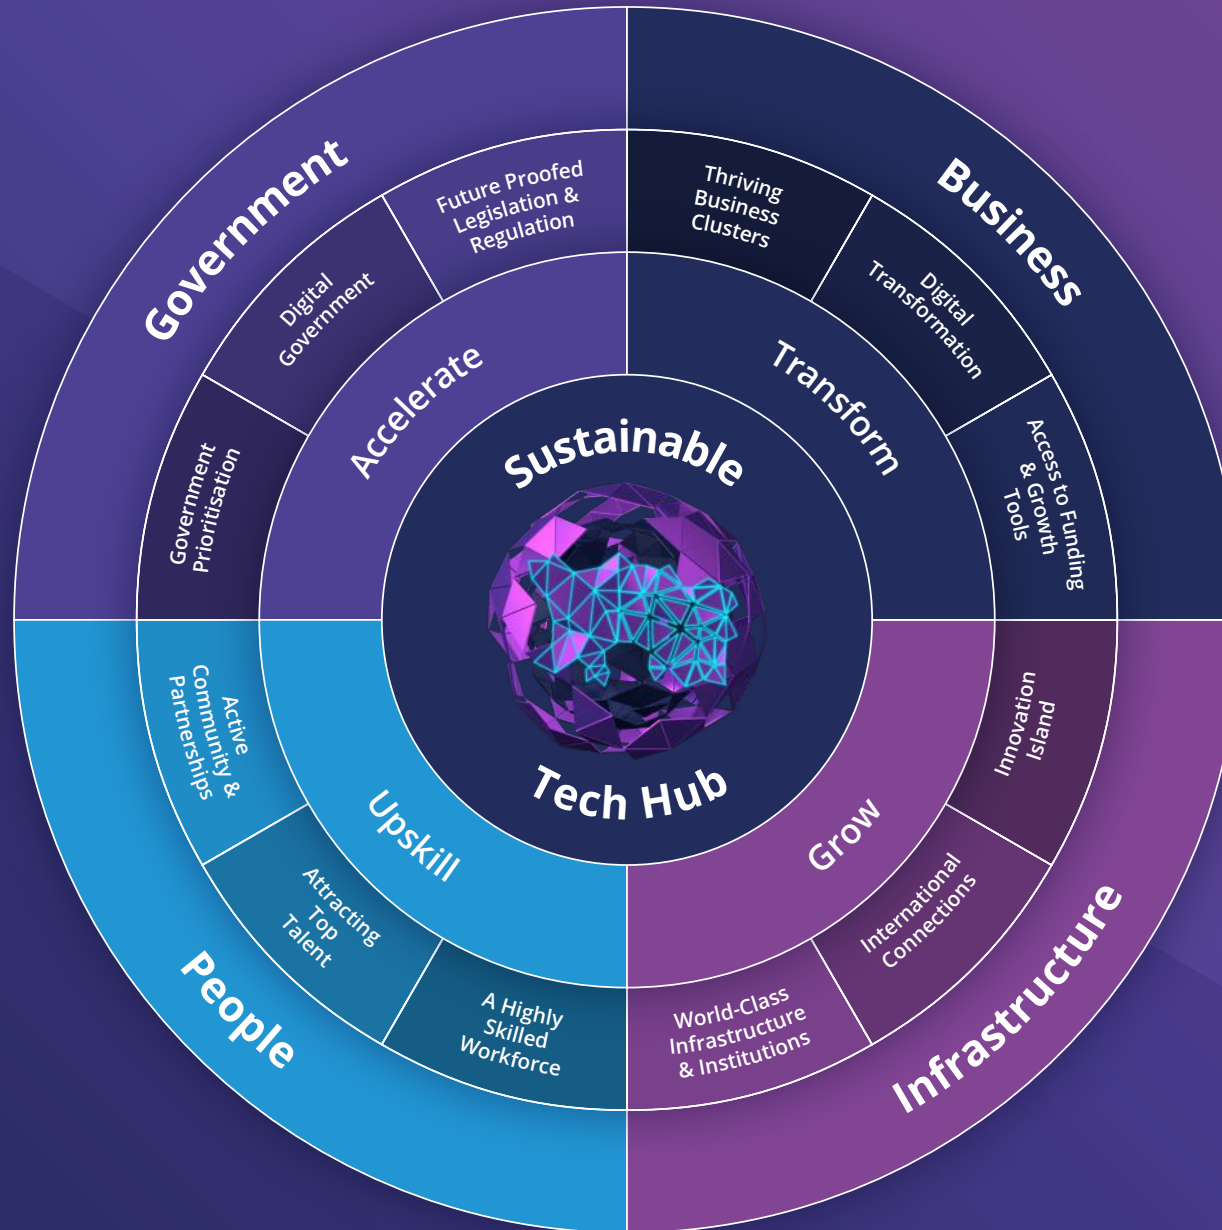 Government
Future Proofed
Legislation &
Regulation
Digital
Government
Government
Prioritisation
Accelerate
Business
Thriving
Business
Clusters
Digital
Transformation
Access to Funding
& Growth
Tools
Transform
Sustainable
Tech Hub
People
Active
Community &
Partnerships
Attracting
Top
Talent
A Highly
Skilled
Workforce
Upskill
Infrastructure
Innovation
Island
International
Connections
World-Class
Infrastructure
& Institutions
Grow